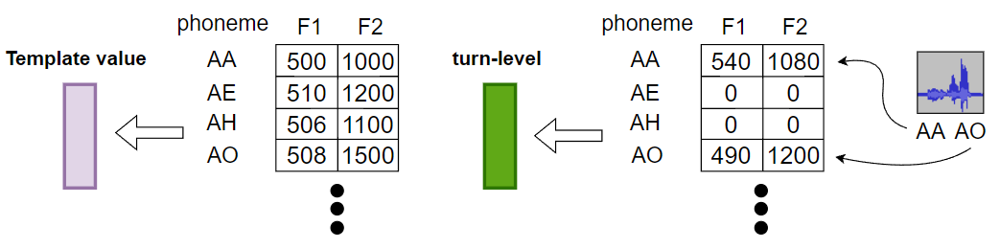 phoneme F1 F2
Template value
AA 500 1000
AE 510 1200
AH 506 1100
AO 508 1500
phoneme F1 F2
turn-level
AA 540 1080
AE 0 0
AH 0 0
AO 490 1200
AA AO